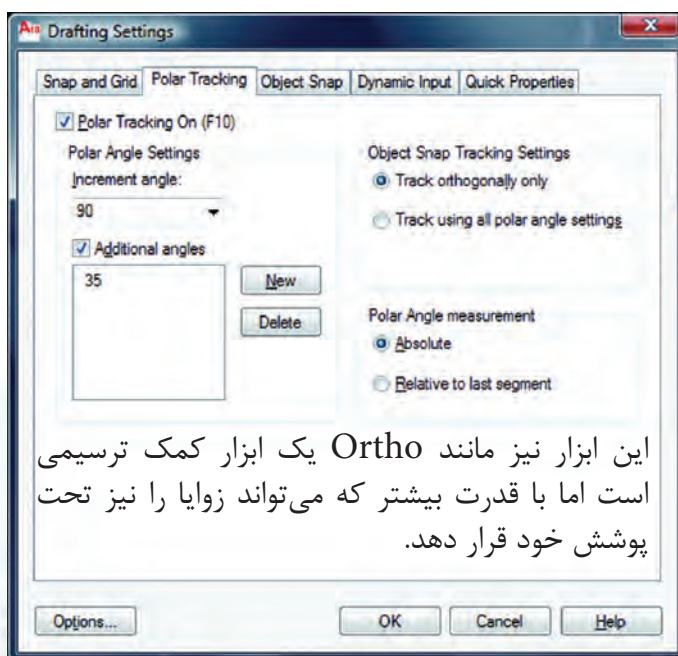 Drafting Settings
Snap and Grid Polar Tracking Object Snap Dynamic Input Quick Properties
Polar Tracking On (F10)
Polar Angle Settings
Increment angle:
90
Additional angles
35
New
Delete
Object Snap Tracking Settings
Track orthogonally only
Track using all polar angle settings
Polar Angle measurement
Absolute
Relative to last segment
این ابزار نیز مانند Ortho یک ابزار کمک ترسیمی
است اما با قدرت بیشتر که می‌تواند زوایا را نیز تحت
پوشش خود قرار دهد.
Options... OK Cancel Help